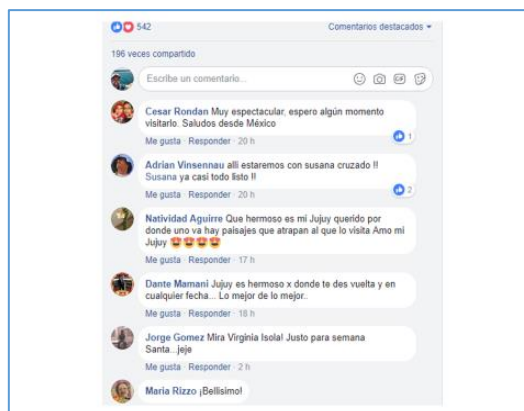 542 Comentarios destacados
196 veces compartido
Escribe un comentario...
GIF
Cesar Rondan Muy espectacular, espero algún momento
visitarlo. Saludos desde México
Me gusta · Responder · 20 h
1
Adrian Vinsennau alli estaremos con susana cruzado !!
Susana ya casi todo listo !!
Me gusta · Responder · 20 h
2
Natividad Aguirre Que hermoso es mi Jujuy querido por
donde uno va hay paisajes que atrapan al que lo visita Amo mi
Jujuy 😍😍😍😍
Me gusta · Responder · 17 h
Dante Mamani Jujuy es hermoso x donde te des vuelta y en
cualquier fecha... Lo mejor de lo mejor..
Me gusta · Responder · 18 h
Jorge Gomez Mira Virginia Isola! Justo para semana
Santa...jeje
Me gusta · Responder · 2 h
Maria Rizzo ¡Bellisimo!